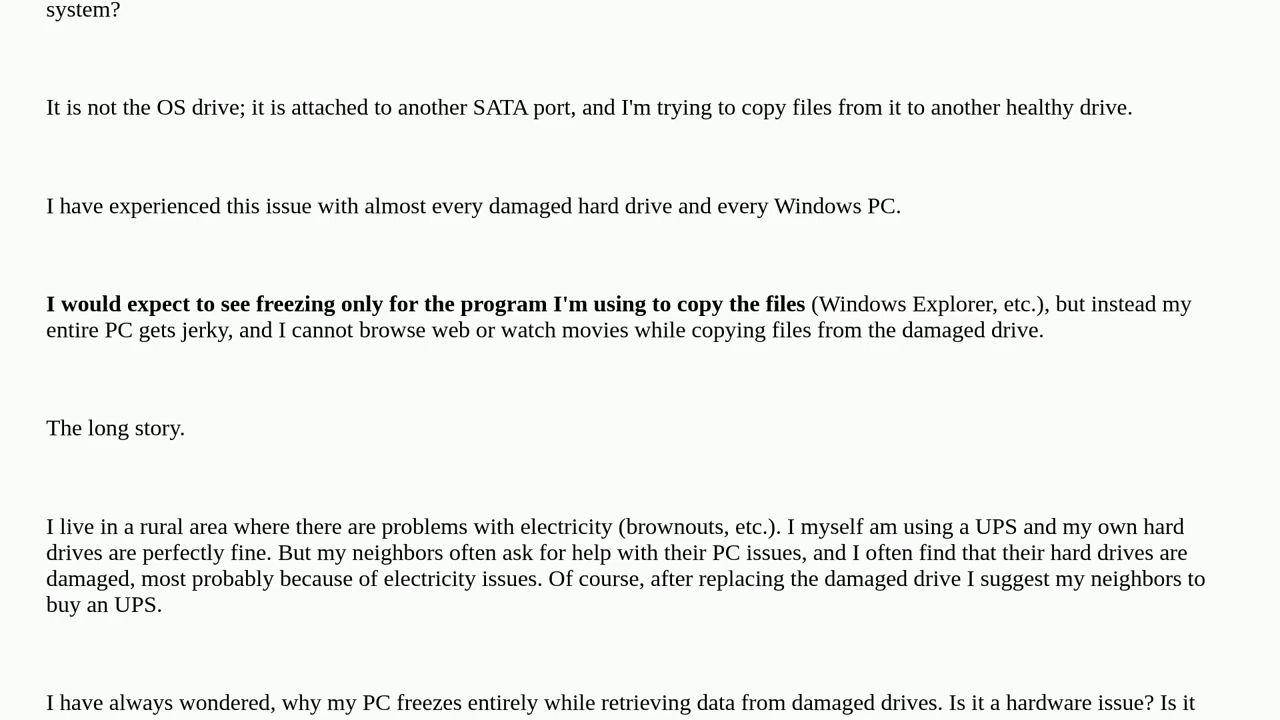 system?
It is not the OS drive; it is attached to another SATA port, and I'm trying to copy files from it to another healthy drive.
I have experienced this issue with almost every damaged hard drive and every Windows PC.
I would expect to see freezing only for the program I'm using to copy the files (Windows Explorer, etc.), but instead my
entire PC gets jerky, and I cannot browse web or watch movies while copying files from the damaged drive.
The long story.
I live in a rural area where there are problems with electricity (brownouts, etc.). I myself am using a UPS and my own hard
drives are perfectly fine. But my neighbors often ask for help with their PC issues, and I often find that their hard drives are
damaged, most probably because of electricity issues. Of course, after replacing the damaged drive I suggest my neighbors to
buy an UPS.
I have always wondered, why my PC freezes entirely while retrieving data from damaged drives. Is it a hardware issue? Is it